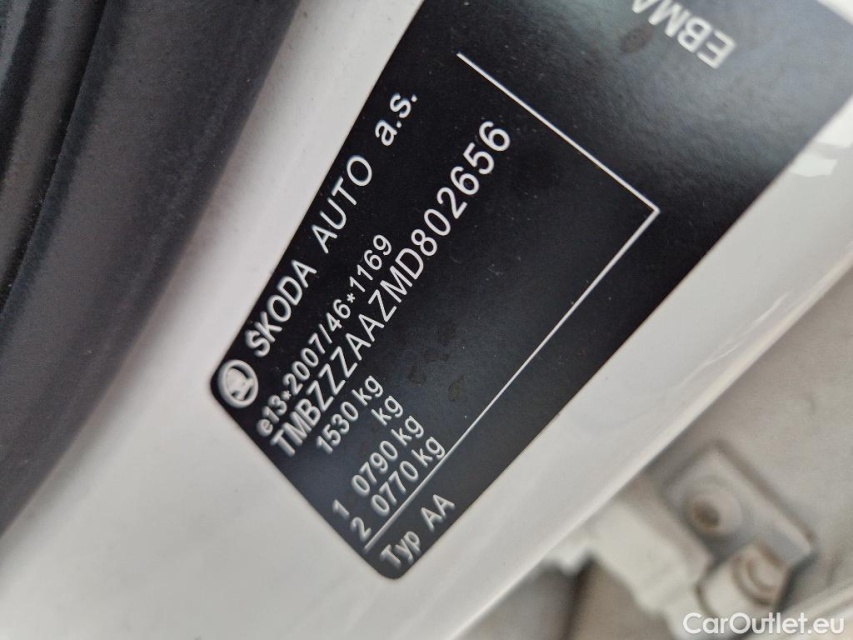 EBMA
ŠKODA AUTO a.s.
e13*2007/46*1169
TMBZZZAAZMD802656
1530 kg
kg
1 0790 kg
2 0770 kg
Typ AA
CarOutlet.eu